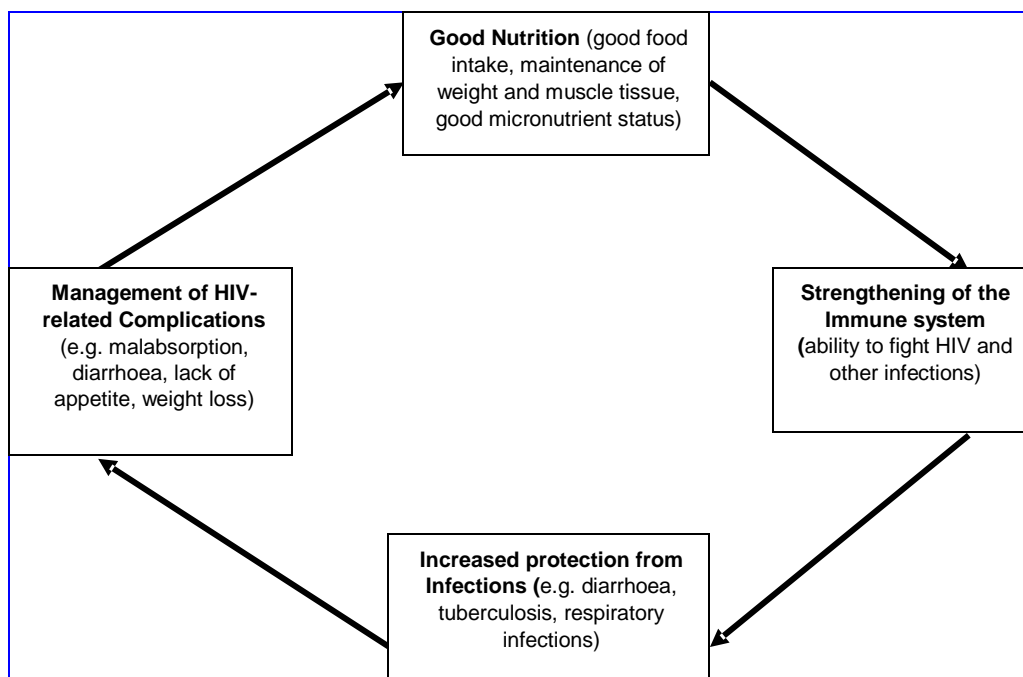 Good Nutrition (good food
intake, maintenance of
weight and muscle tissue,
good micronutrient status)
Management of HIV-
related Complications
(e.g. malabsorption,
diarrhoea, lack of
appetite, weight loss)
Strengthening of the
Immune system
(ability to fight HIV and
other infections)
Increased protection from
Infections (e.g. diarrhoea,
tuberculosis, respiratory
infections)